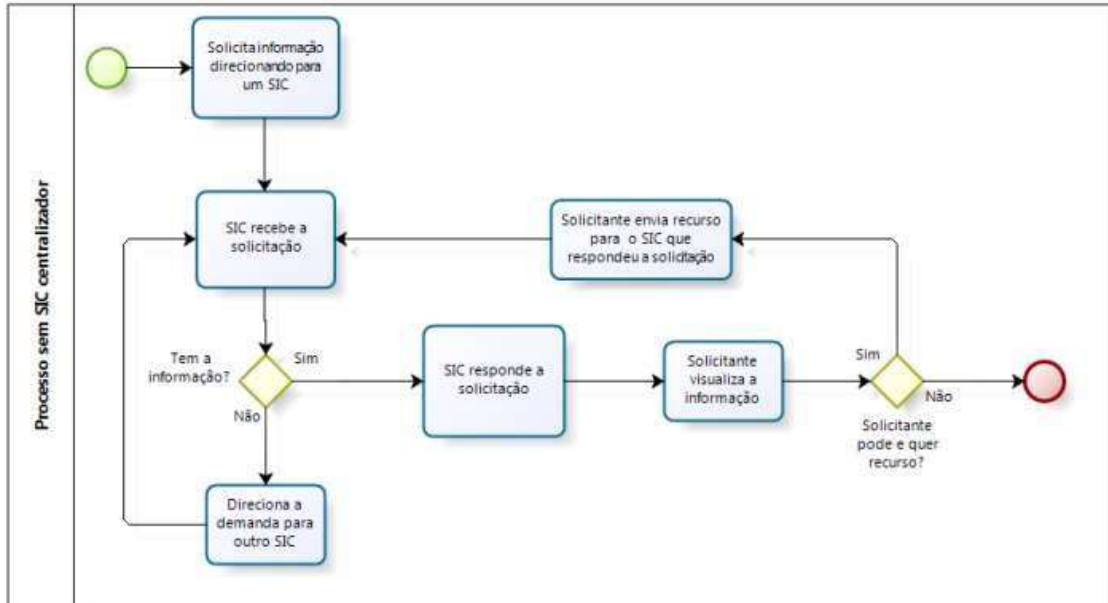 Processo sem SIC centralizador
Solicita informação
direcionando para
um SIC
SIC recebe a
solicitação
Solicitante envia recurso
para o SIC que
respondeu a solicitação
Tem a
informação?
Sim
Não
SIC responde a
solicitação
Solicitante
visualiza a
informação
Sim
Não
Solicitante
pode e quer
recurso?
Direciona a
demanda para
outro SIC